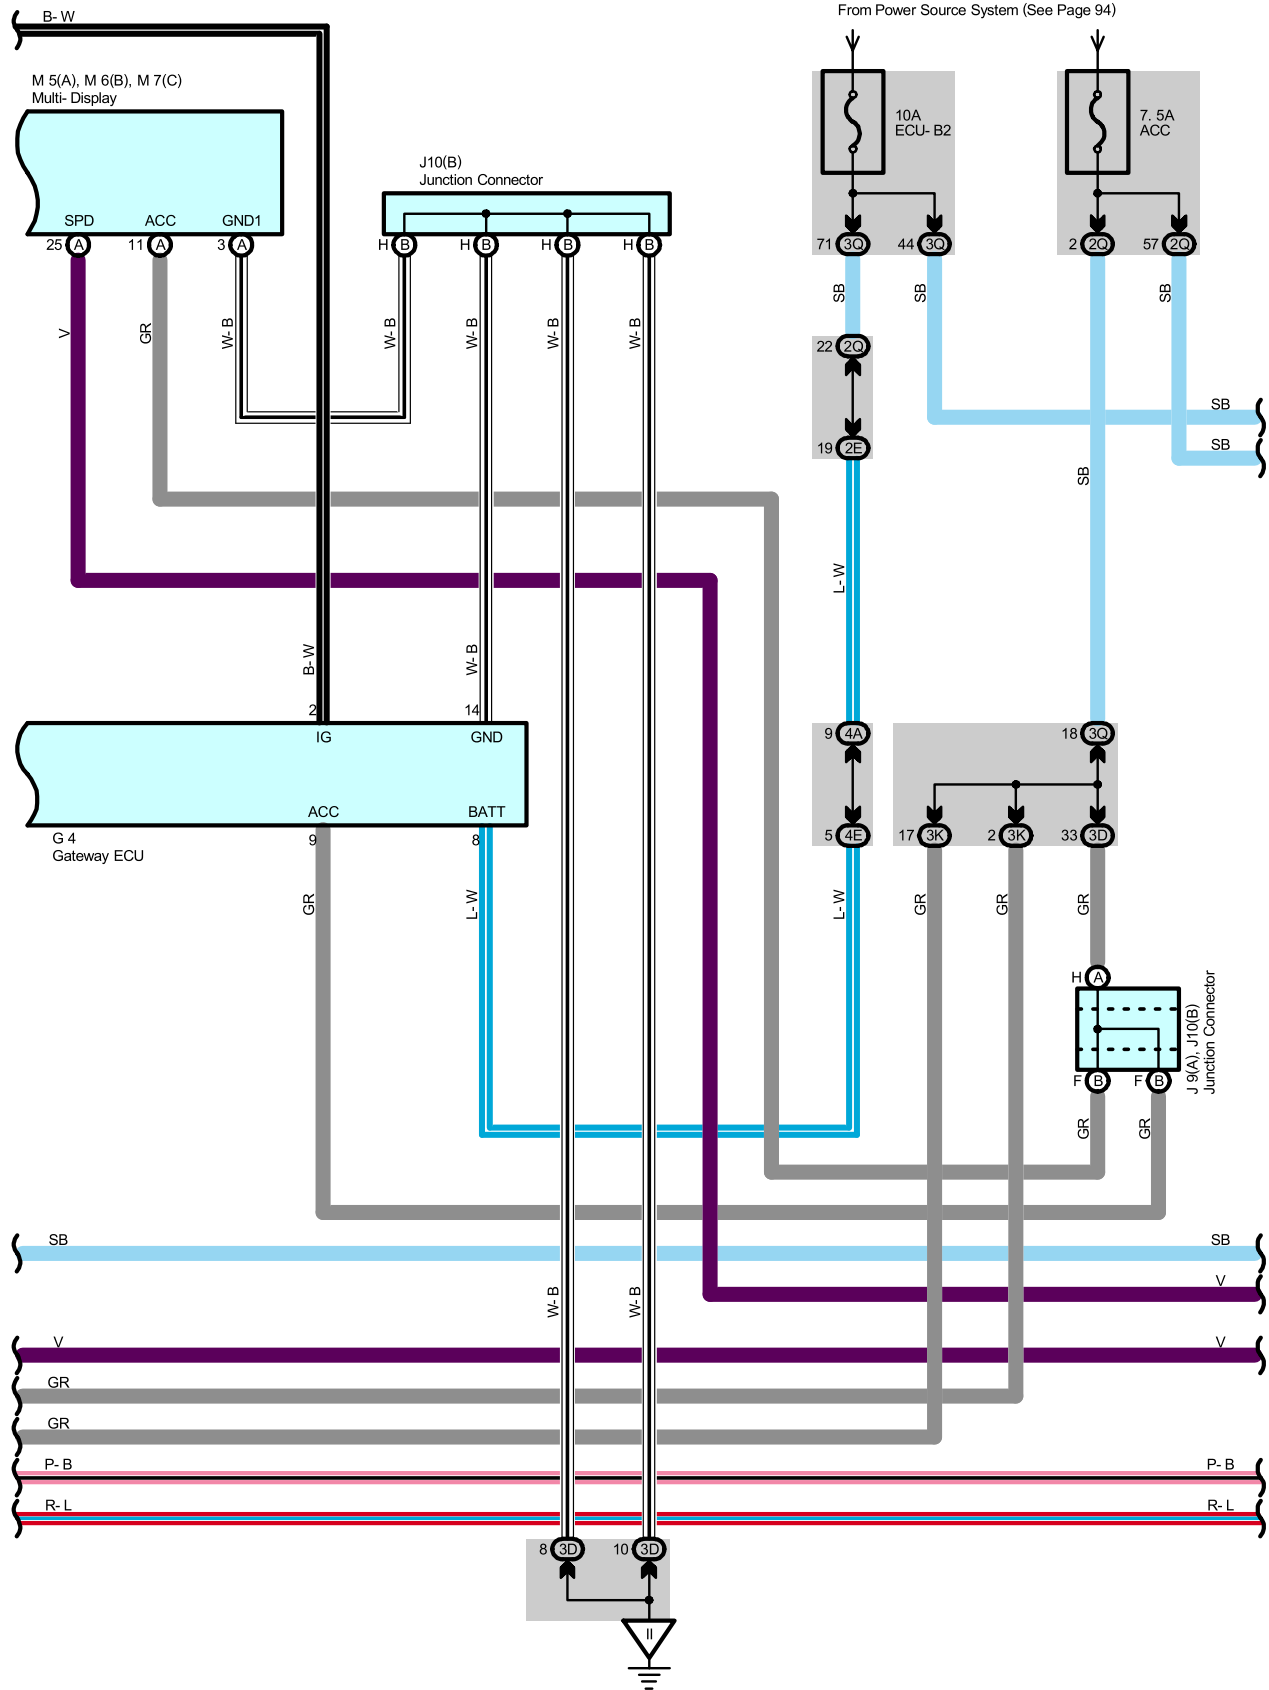 From Power Source System (See Page 94)
B- W
M 5(A), M 6(B), M 7(C)
Multi- Display
10A
ECU- B2
7. 5A
ACC
J10(B)
Junction Connector
SPD ACC GND1
25 A 11 A 3 A H B H B H B H B 71 3Q 44 3Q 2 2Q 57 2Q
SB SB SB
V GR W- B W- B W- B W- B W- B
22 2Q
SB
19 2E
SB
SB
L- W
B- W W- B
2 14
IG GND
9 4A 18 3Q
ACC BATT
G 4
Gateway ECU
9 8
5 4E 17 3K 2 3K 33 3D
GR L- W L- W GR GR GR
H A
J 9(A), J10(B)
Junction Connector
F B F B
GR GR
SB SB
V
W- B W- B
V V
GR
GR
P- B P- B
R- L R- L
8 3D 10 3D
II